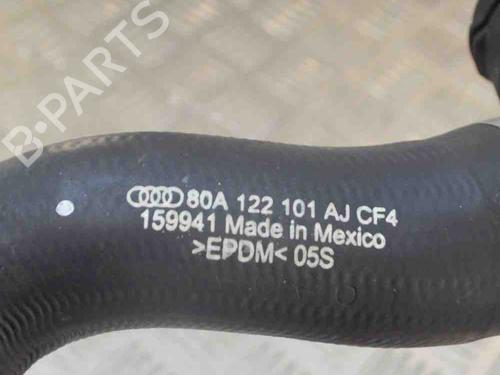 B-PARTS
80A 122 101 AJ CF4
159941 Made in Mexico
>EPDM< 05S